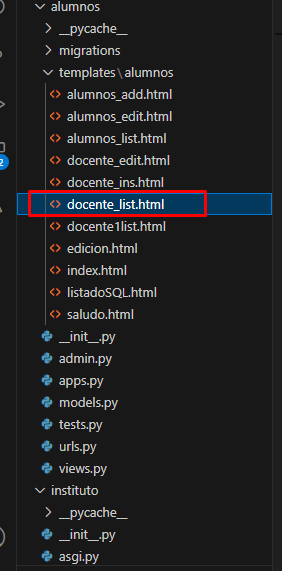 alumnos
__pycache__
migrations
templates\alumnos
alumnos_add.html
alumnos_edit.html
alumnos_list.html
docente_edit.html
docente_ins.html
docente_list.html
docente1list.html
edicion.html
index.html
listadoSQL.html
saludo.html
__init__.py
admin.py
apps.py
models.py
tests.py
urls.py
views.py
instituto
__pycache__
__init__.py
asgi.py
2